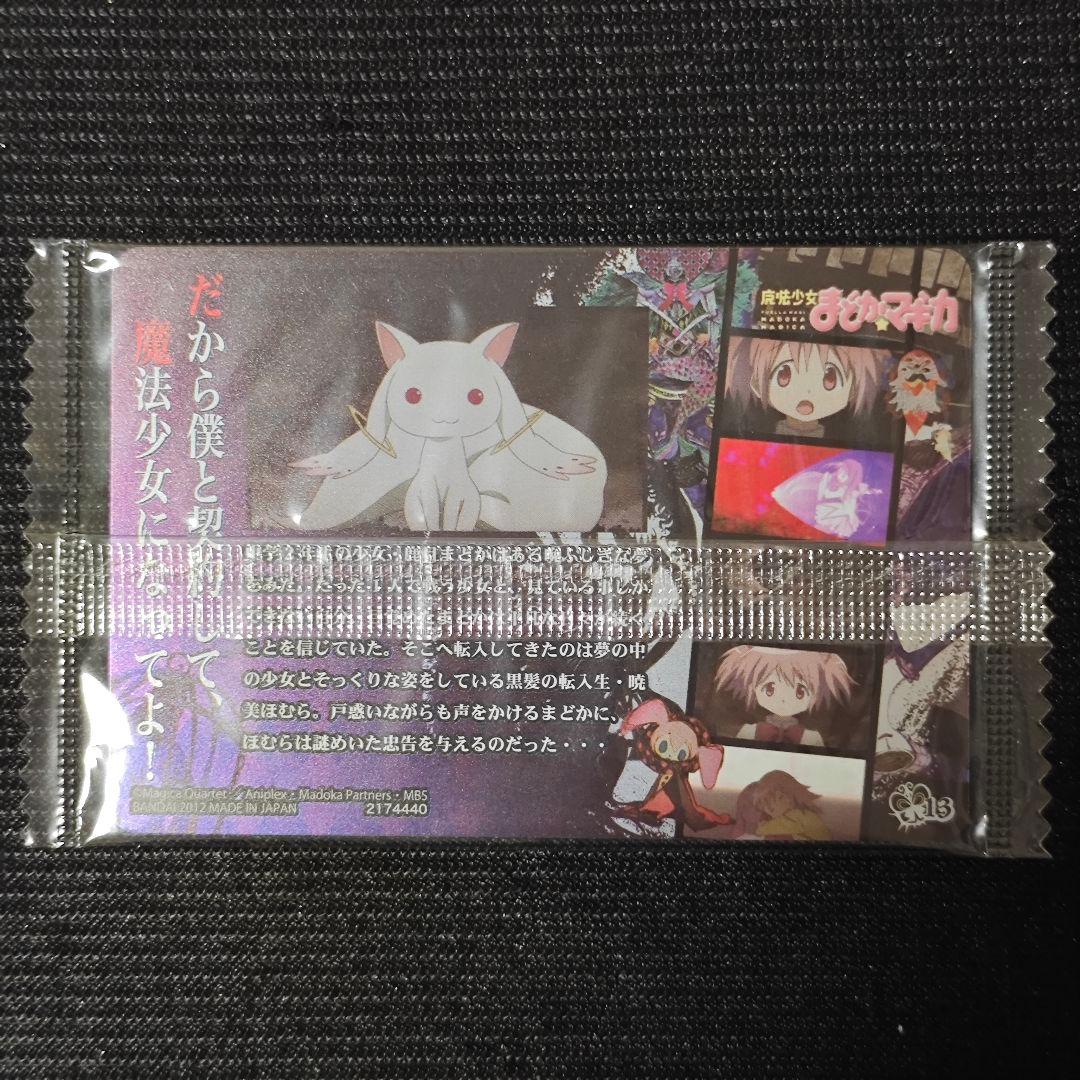 だから僕と契約して、
魔法少女になってよ!
魔法少女
PUELLA MAGI
MADOKA
MAGICA
まどか☆マギカ
ことを信じていた。そこへ転入してきたのは夢の中
の少女とそっくりな姿をしている黒髪の転入生・暁
美ほむら。戸惑いながらも声をかけるまどかに、
ほむらは謎めいた忠告を与えるのだった・・・
©Magica Quartet / Aniplex・Madoka Partners・MBS
BANDAI 2012 MADE IN JAPAN
2174440
13